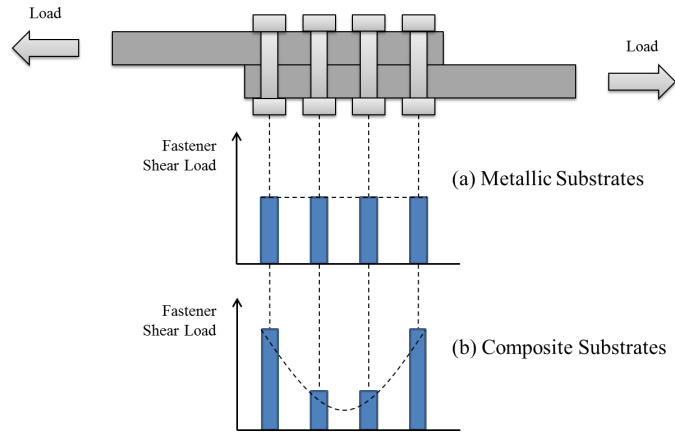 Load
Load
Fastener
Shear Load
(a) Metallic Substrates
Fastener
Shear Load
(b) Composite Substrates